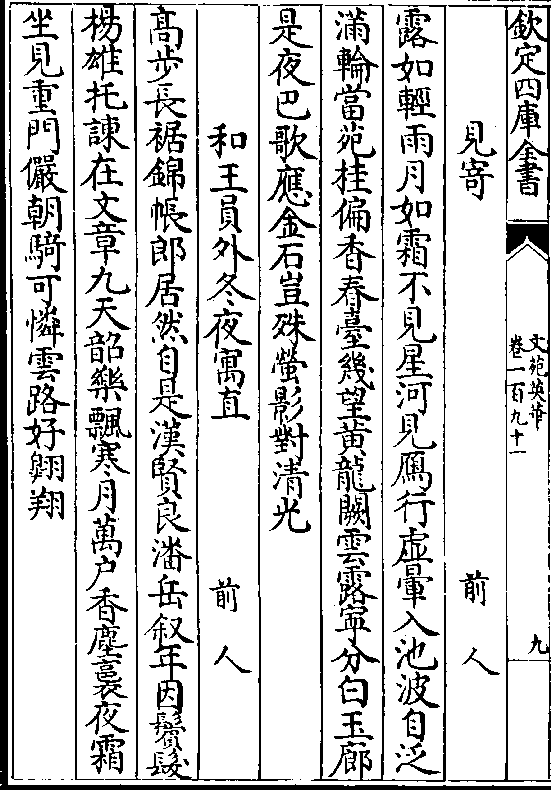 欽定四庫全書
文苑英華
卷一百九十一
九
見寄 前人
露如輕雨月如霜不見星河見鴈行虛暈入池波自泛
滿輪當苑桂偏香春臺幾望黃龍闕雲露寧分白玉廊
是夜巴歌應金石豈殊螢影對清光
和王員外冬夜寓直 前人
髙步長裾錦帳郎居然自是漢賢良潘岳叙年因鬢髮
楊雄托諫在文章九天韶樂飄寒月萬户香塵裛夜霜
坐見重門儼朝騎可憐雲路好翺翔